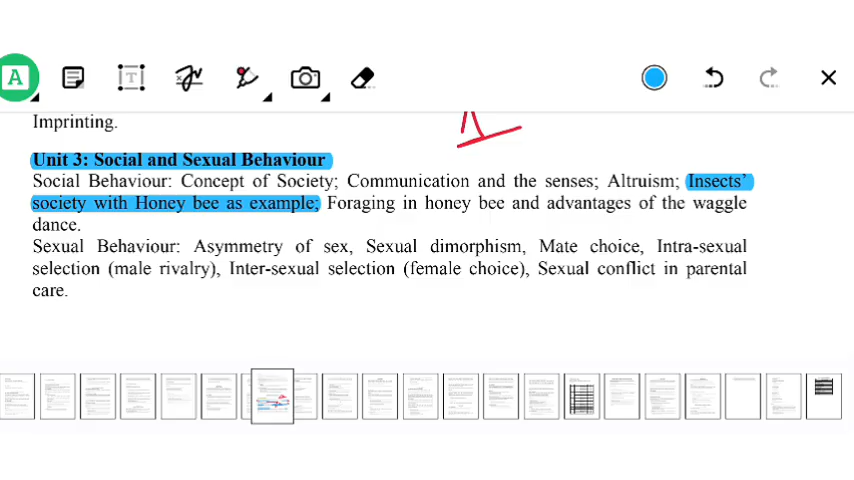 Imprinting.
Unit 3: Social and Sexual Behaviour
Social Behaviour: Concept of Society; Communication and the senses; Altruism; Insects’
society with Honey bee as example; Foraging in honey bee and advantages of the waggle
dance.
Sexual Behaviour: Asymmetry of sex, Sexual dimorphism, Mate choice, Intra-sexual
selection (male rivalry), Inter-sexual selection (female choice), Sexual conflict in parental
care.